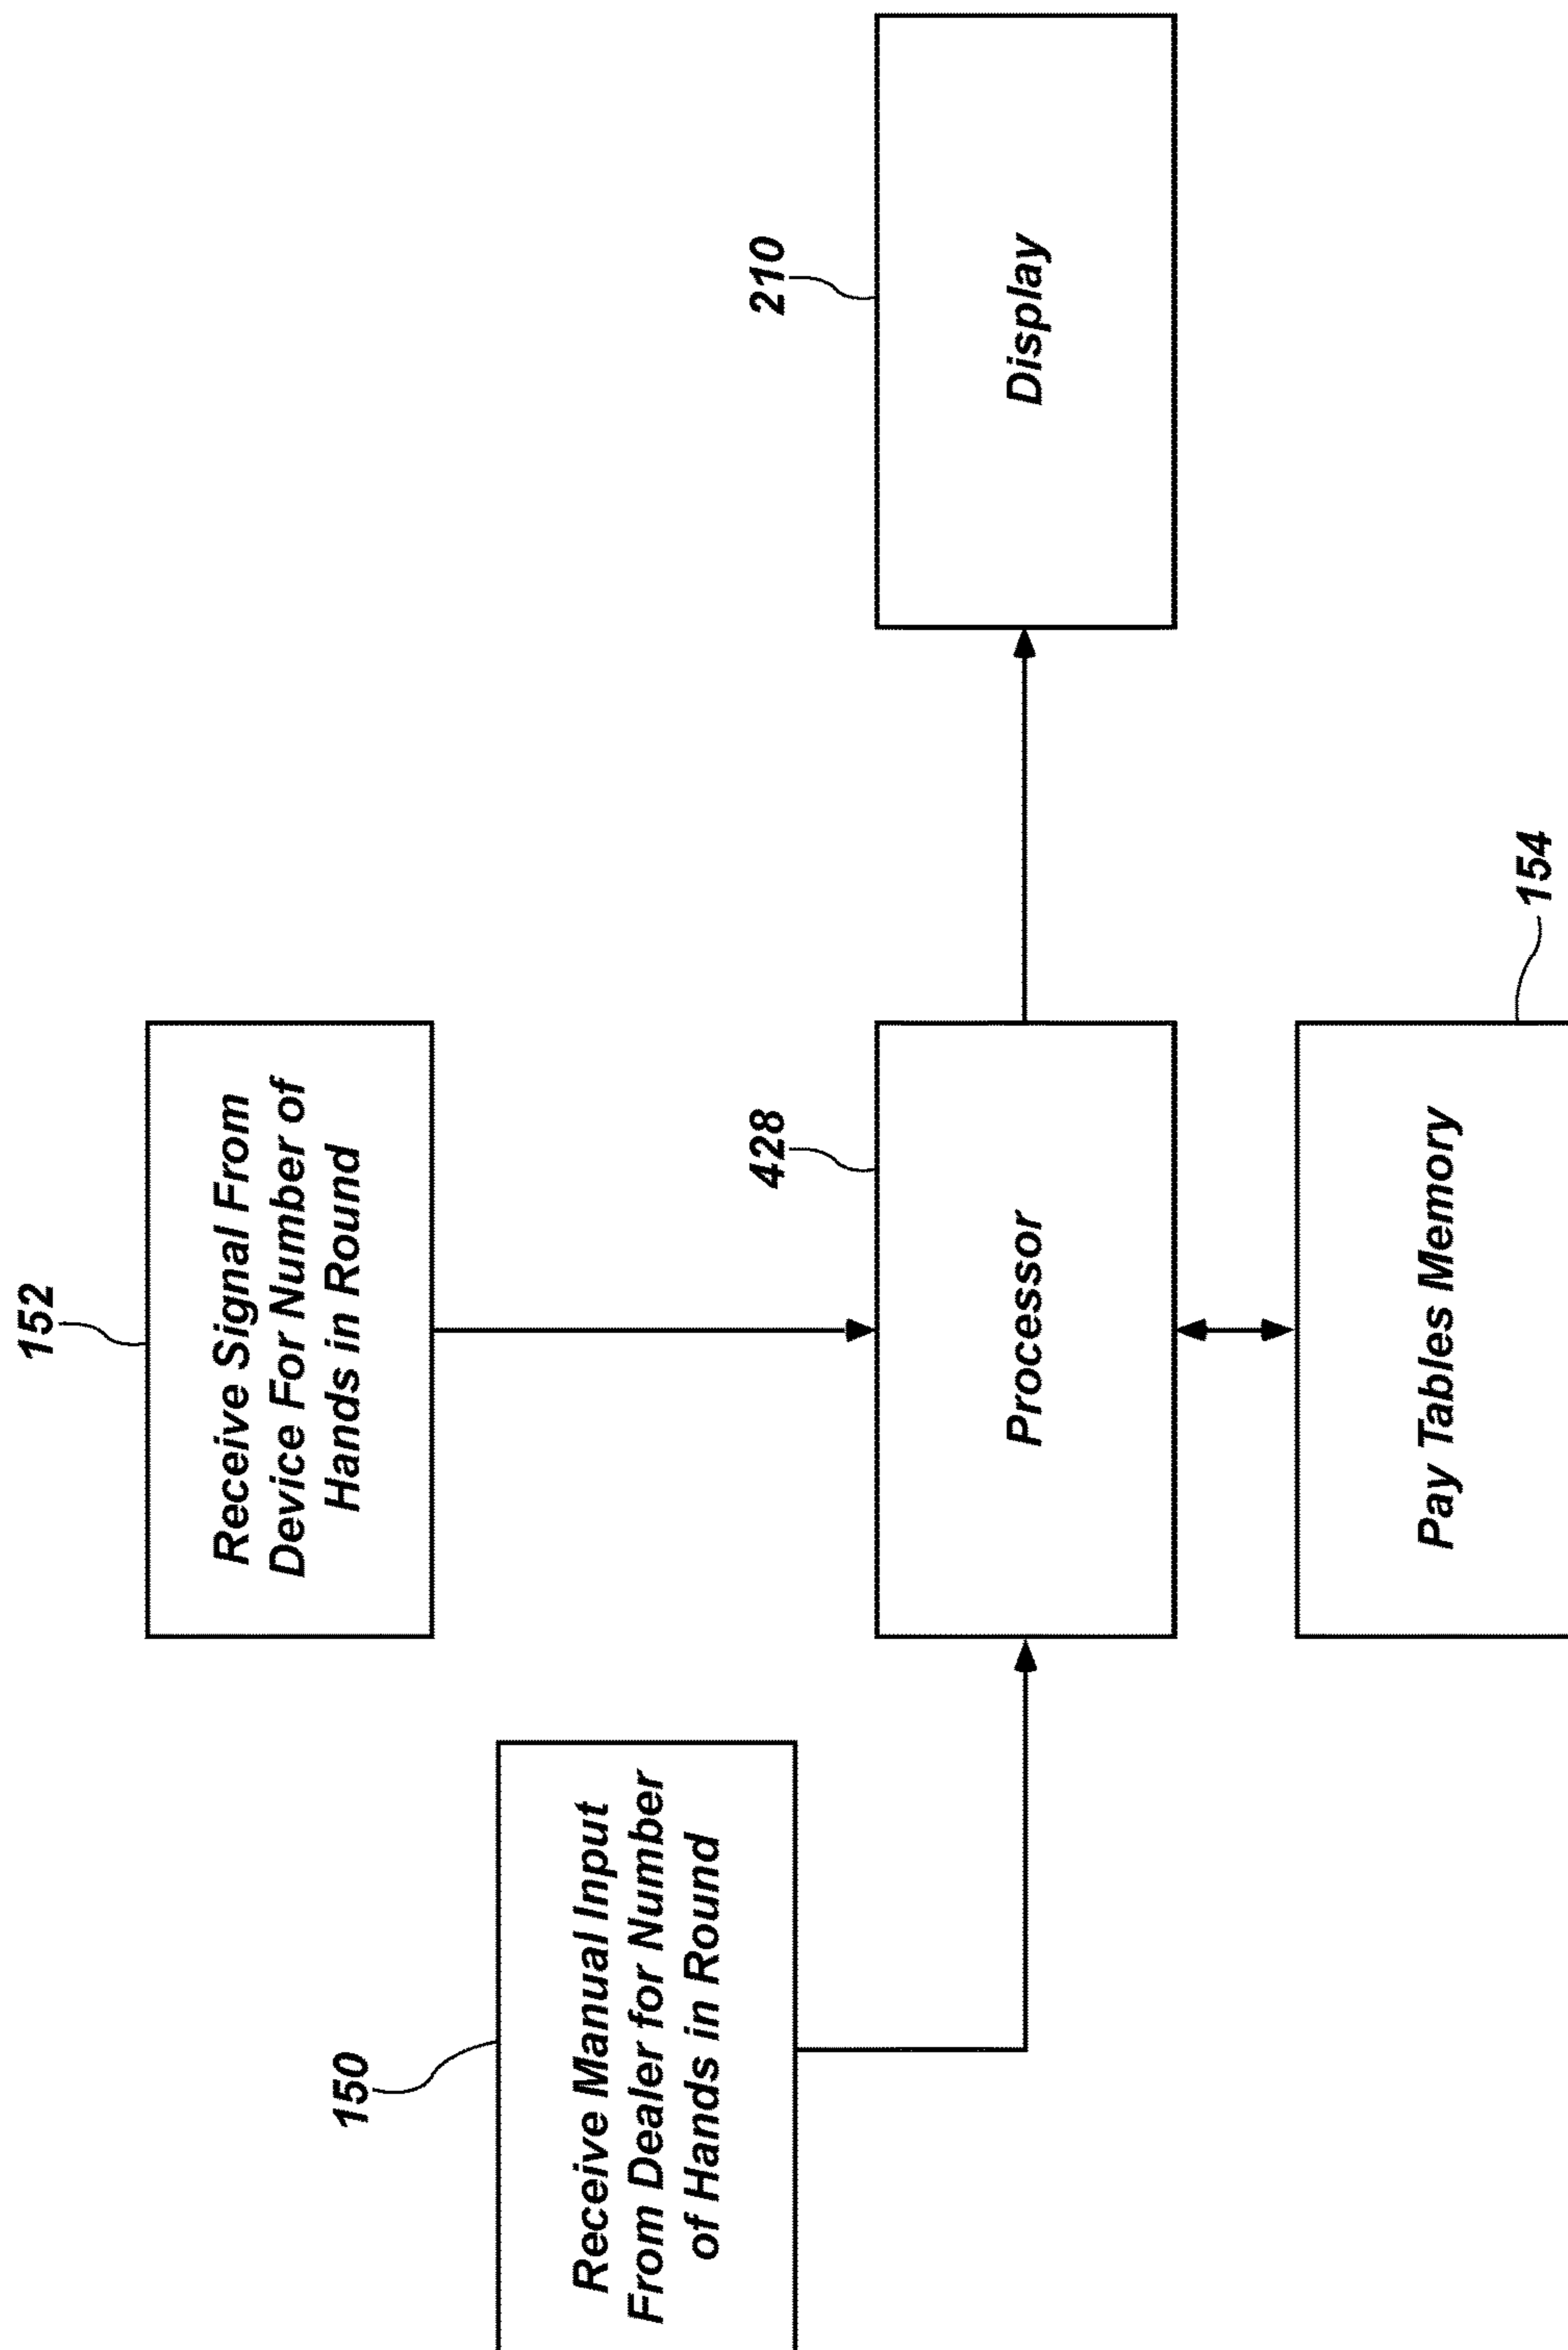 152
Receive Signal From
Device For Number of
Hands in Round
150
Receive Manual Input
From Dealer for Number
of Hands in Round
428
Processor
210
Display
154
Pay Tables Memory